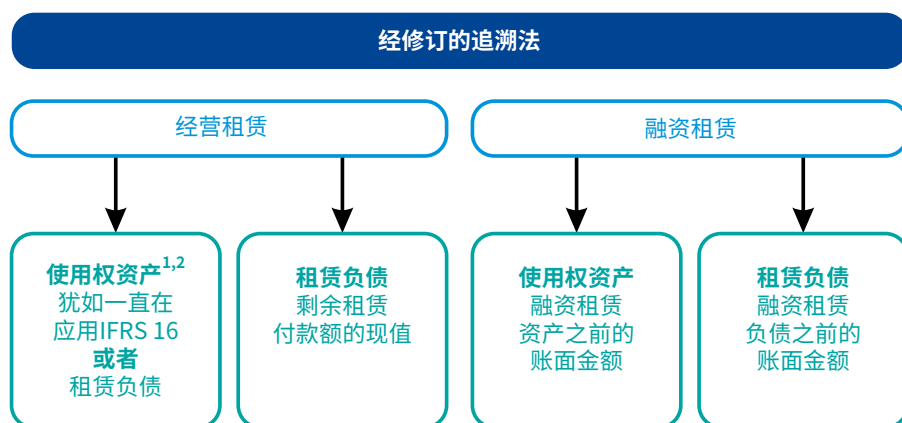 经修订的追溯法
经营租赁
融资租赁
使用权资产1,2
犹如一直在
应用IFRS 16
或者
租赁负债
租赁负债
剩余租赁
付款额的现值
使用权资产
融资租赁
资产之前的
账面金额
租赁负债
融资租赁
负债之前的
账面金额